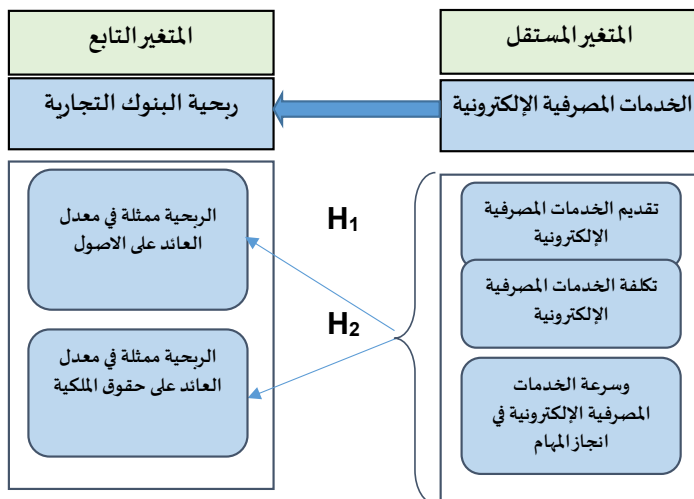 المتغير المستقل
المتغير التابع
الخدمات المصرفية الإلكترونية
ربحية البنوك التجارية
تقديم الخدمات المصرفية
الإلكترونية
تكلفة الخدمات المصرفية
الإلكترونية
وسرعة الخدمات
المصرفية الإلكترونية في
انجاز المهام
H1
H2
الربحية ممثلة في معدل
العائد على الاصول
الربحية ممثلة في معدل
العائد على حقوق الملكية